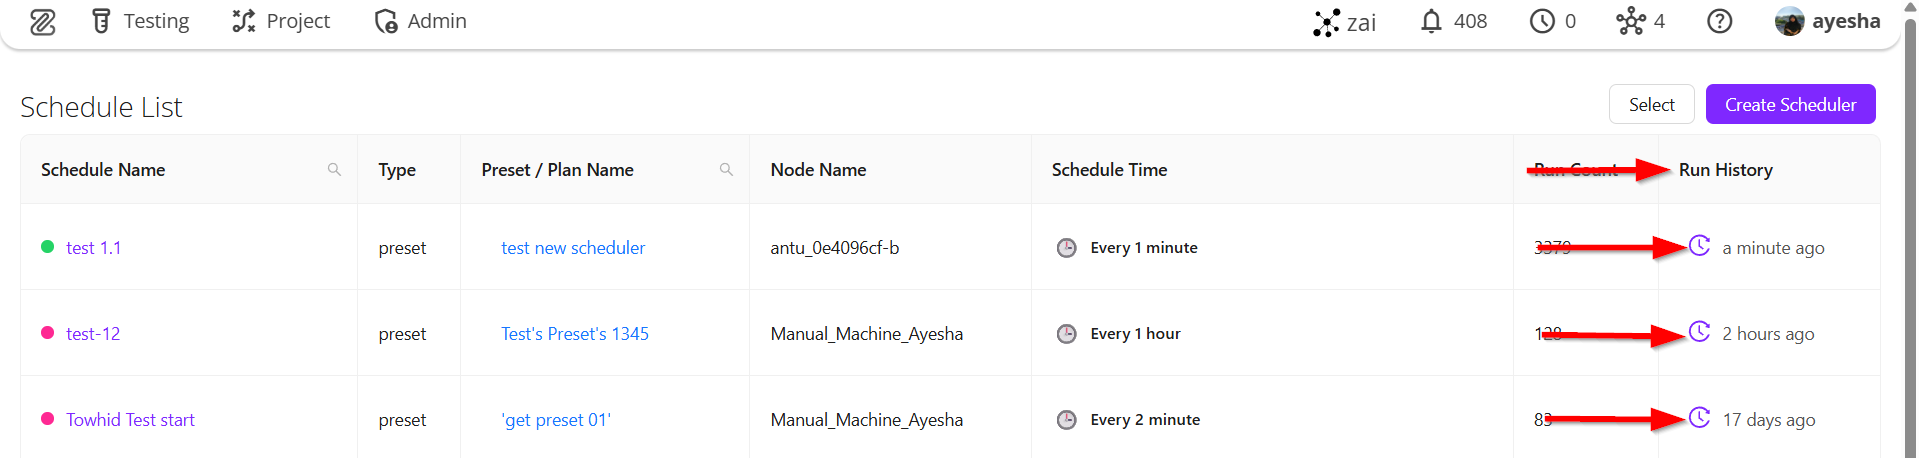 Testing Project Admin zai 408 0 4 ayesha
Schedule List Select Create Scheduler
Schedule Name Type Preset / Plan Name Node Name Schedule Time Run Count Run History
test 1.1 preset test new scheduler antu_0e4096cf-b Every 1 minute 3379 a minute ago
test-12 preset Test's Preset's 1345 Manual_Machine_Ayesha Every 1 hour 128 2 hours ago
Towhid Test start preset 'get preset 01' Manual_Machine_Ayesha Every 2 minute 83 17 days ago